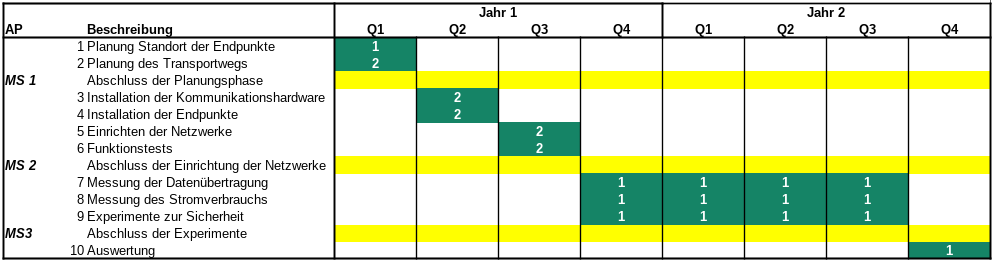 Jahr 1 Jahr 2
AP Beschreibung Q1 Q2 Q3 Q4 Q1 Q2 Q3 Q4
1 Planung Standort der Endpunkte 1
2 Planung des Transportwegs 2
MS 1 Abschluss der Planungsphase
3 Installation der Kommunikationshardware 2
4 Installation der Endpunkte 2
5 Einrichten der Netzwerke 2
6 Funktionstests 2
MS 2 Abschluss der Einrichtung der Netzwerke
7 Messung der Datenübertragung 1 1 1 1
8 Messung des Stromverbrauchs 1 1 1 1
9 Experimente zur Sicherheit 1 1 1 1
MS3 Abschluss der Experimente
10 Auswertung 1